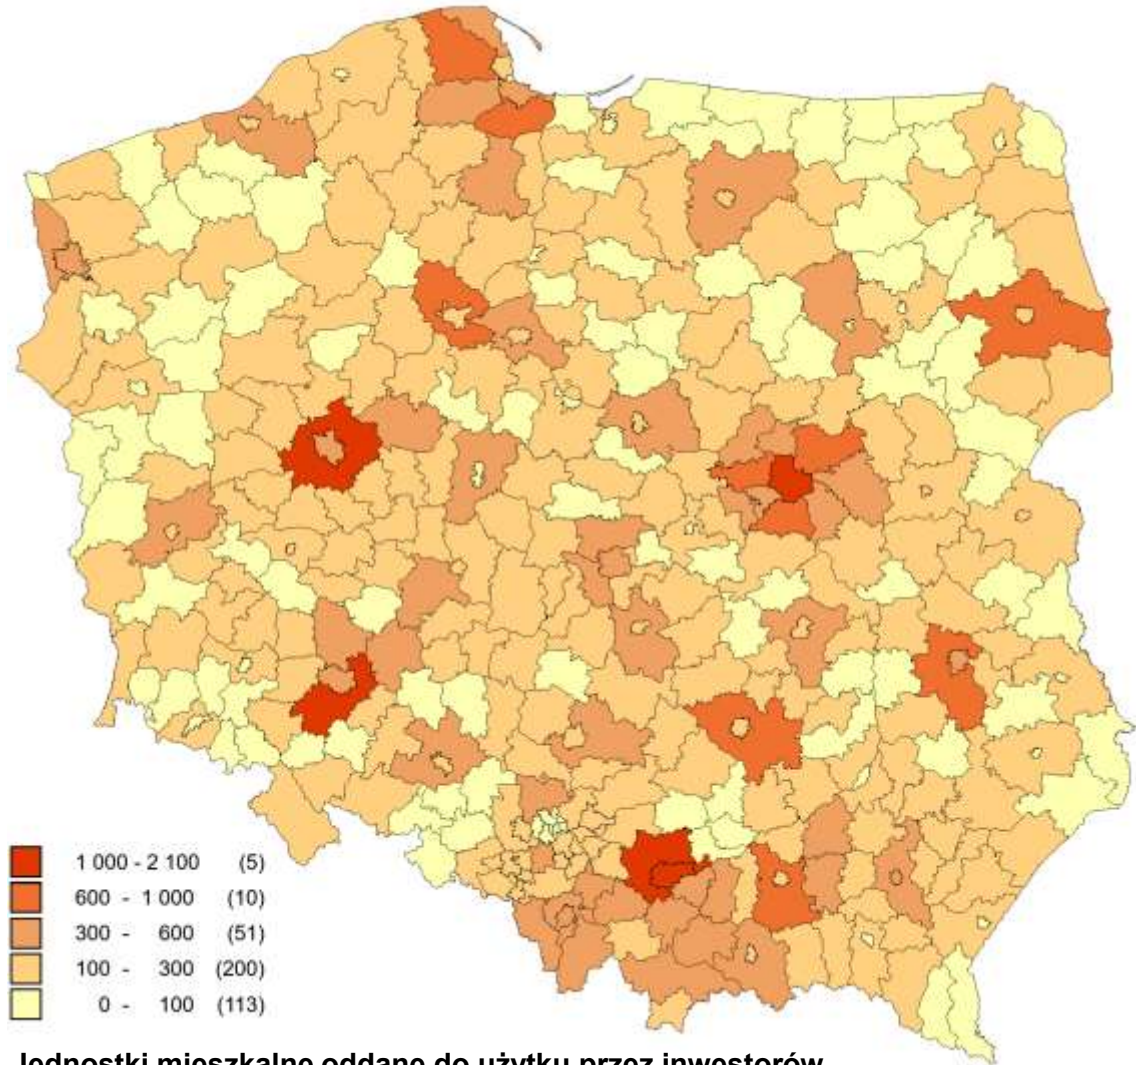 1 000 - 2 100 (5)
600 - 1 000 (10)
300 - 600 (51)
100 - 300 (200)
0 - 100 (113)
Jednostki mieszkalne oddane do użytku przez inwestorów